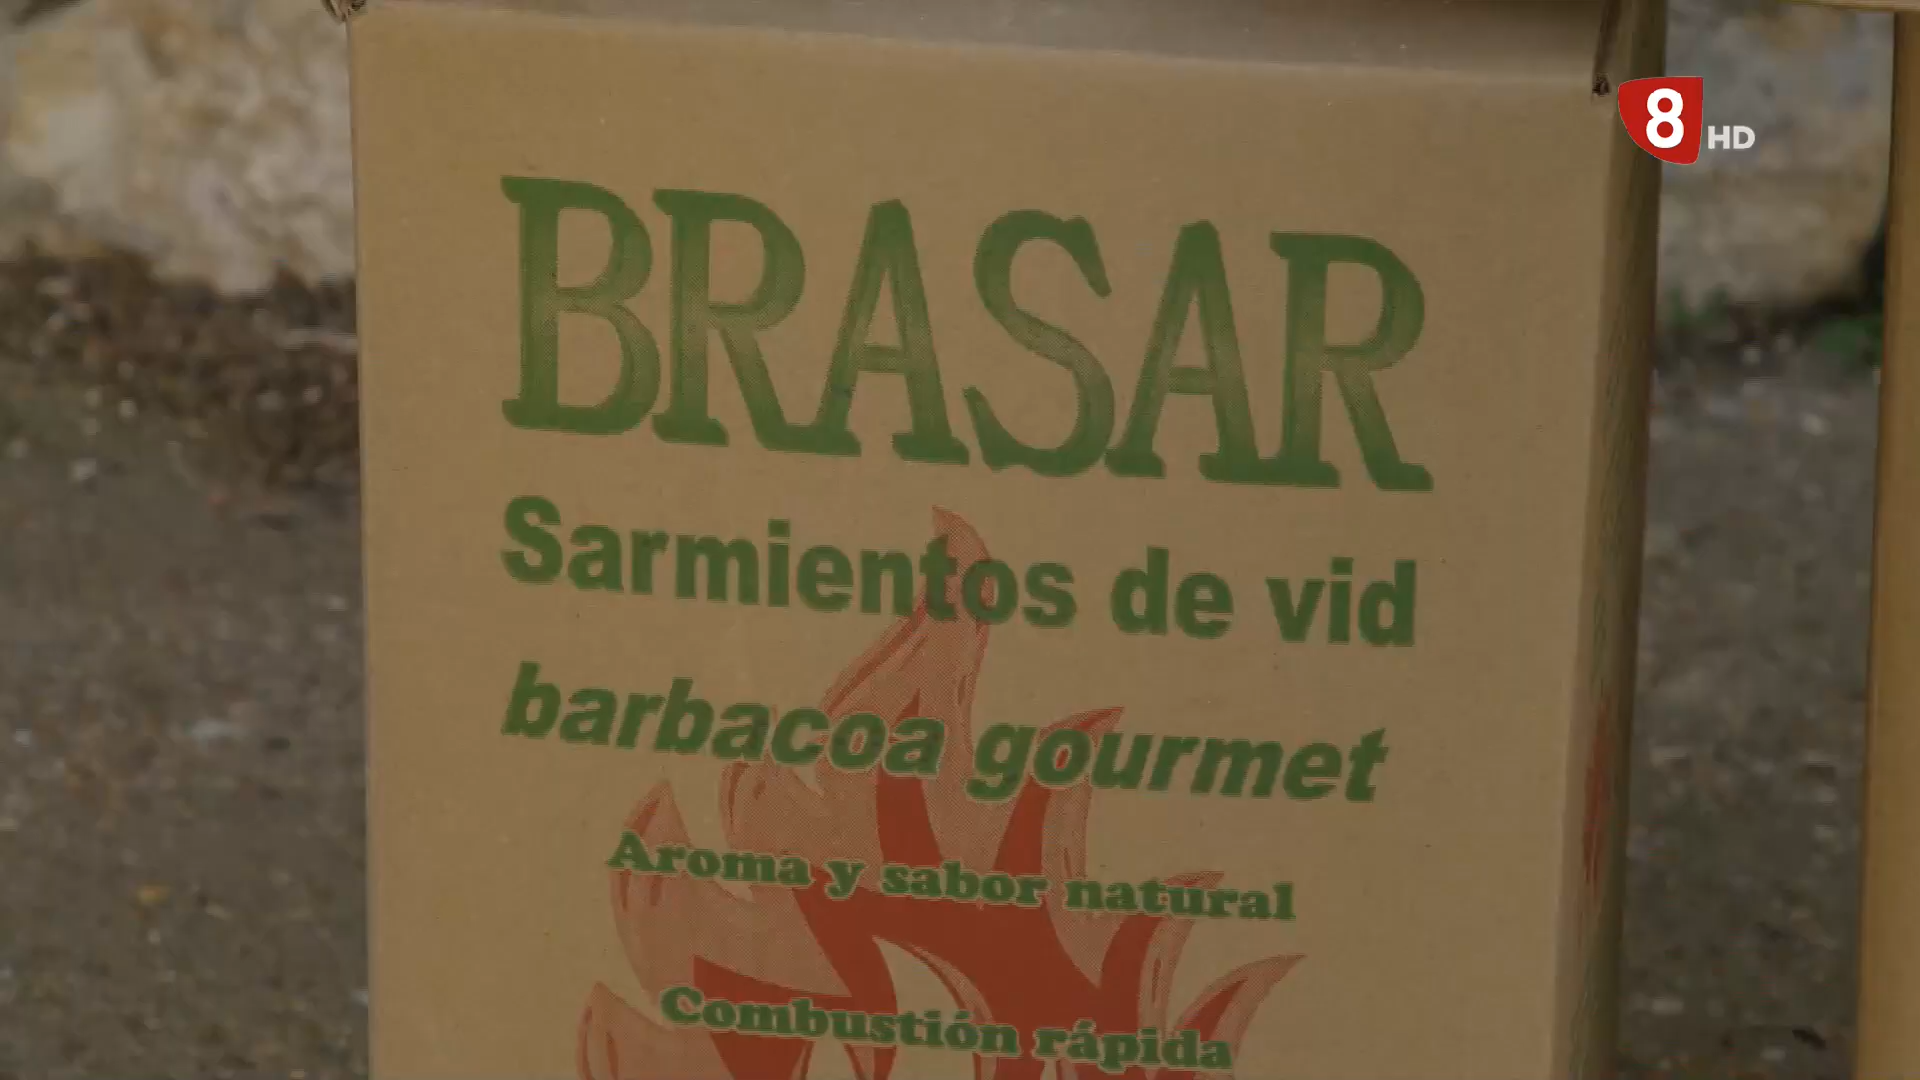 8 HD
BRASAR
Sarmientos de vid
barbacoa gourmet
Aroma y sabor natural
Combustión rápida